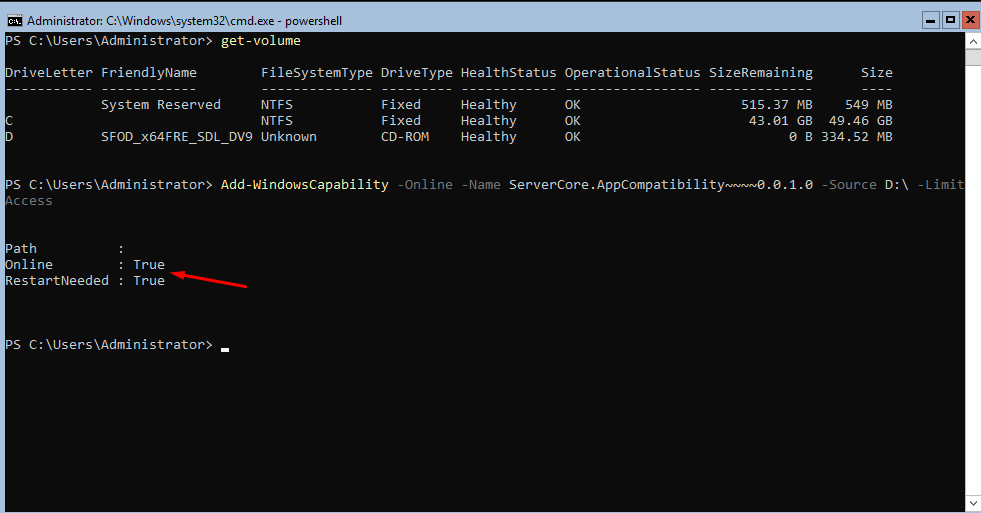 Administrator: C:\Windows\system32\cmd.exe - powershell
PS C:\Users\Administrator> get-volume
DriveLetter FriendlyName        FileSystemType DriveType HealthStatus OperationalStatus SizeRemaining      Size
----------- ------------        -------------- --------- ------------ ----------------- -------------      ----
            System Reserved     NTFS           Fixed     Healthy      OK                    515.37 MB    549 MB
C                               NTFS           Fixed     Healthy      OK                     43.01 GB  49.46 GB
D           SFOD_x64FRE_SDL_DV9 Unknown        CD-ROM    Healthy      OK                          0 B 334.52 MB
PS C:\Users\Administrator> Add-WindowsCapability -Online -Name ServerCore.AppCompatibility~~~~0.0.1.0 -Source D:\ -Limit
Access
Path          :
Online        : True
RestartNeeded : True
PS C:\Users\Administrator>